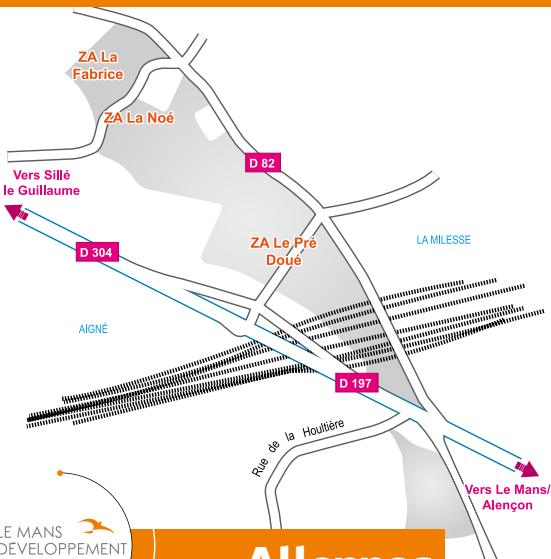 ZA La
Fabrice
ZA La Noé
D 82
Vers Sillé
le Guillaume
D 304
ZA Le Pré
Doué
LA MILESSE
AIGNÉ
D 197
Rue de la Houltière
Vers Le Mans/
Alençon
LE MANS
DEVELOPPEMENT
Allonnes